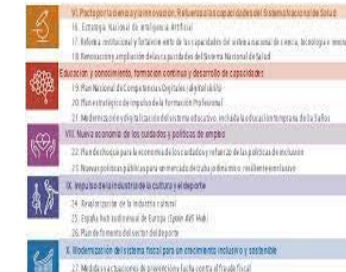 VI. Pacto por la ciencia y la innovación. Refuerzo a las capacidades del Sistema Nacional de Salud
16. Estrategia Nacional de Inteligencia Artificial
17. Reforma institucional y fortalecimiento de las capacidades del sistema nacional de ciencia, tecnología e innov
18. Renovación y ampliación de las capacidades del Sistema Nacional de Salud
Educación y conocimiento, formación continua y desarrollo de capacidades
19. Plan Nacional de Competencias Digitales (digital skills)
20. Plan estratégico de impulso de la Formación Profesional
21. Modernización y digitalización del sistema educativo, incluida la educación temprana de 0 a 3 años
VIII. Nueva economía de los cuidados y políticas de empleo
22. Plan de choque para la economía de los cuidados y refuerzo de las políticas de inclusión
23. Nuevas políticas públicas para un mercado de trabajo dinámico, resiliente e inclusivo
IX. Impulso de la industria de la cultura y el deporte
24. Revalorización de la industria cultural
25. España hub audiovisual de Europa (Spain AVS Hub)
26. Plan de fomento del sector del deporte
X. Modernización del sistema fiscal para un crecimiento inclusivo y sostenible
27. Medidas y actuaciones de prevención y lucha contra el fraude fiscal